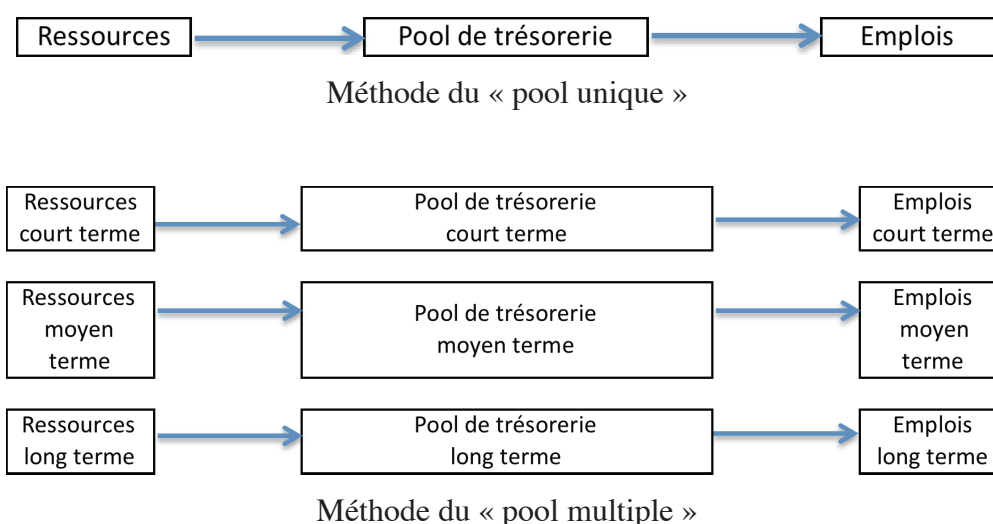 Ressources
Pool de trésorerie
Emplois
Méthode du « pool unique »
Ressources
court terme
Pool de trésorerie
court terme
Emplois
court terme
Ressources
moyen
terme
Pool de trésorerie
moyen terme
Emplois
moyen
terme
Ressources
long terme
Pool de trésorerie
long terme
Emplois
long terme
Méthode du « pool multiple »